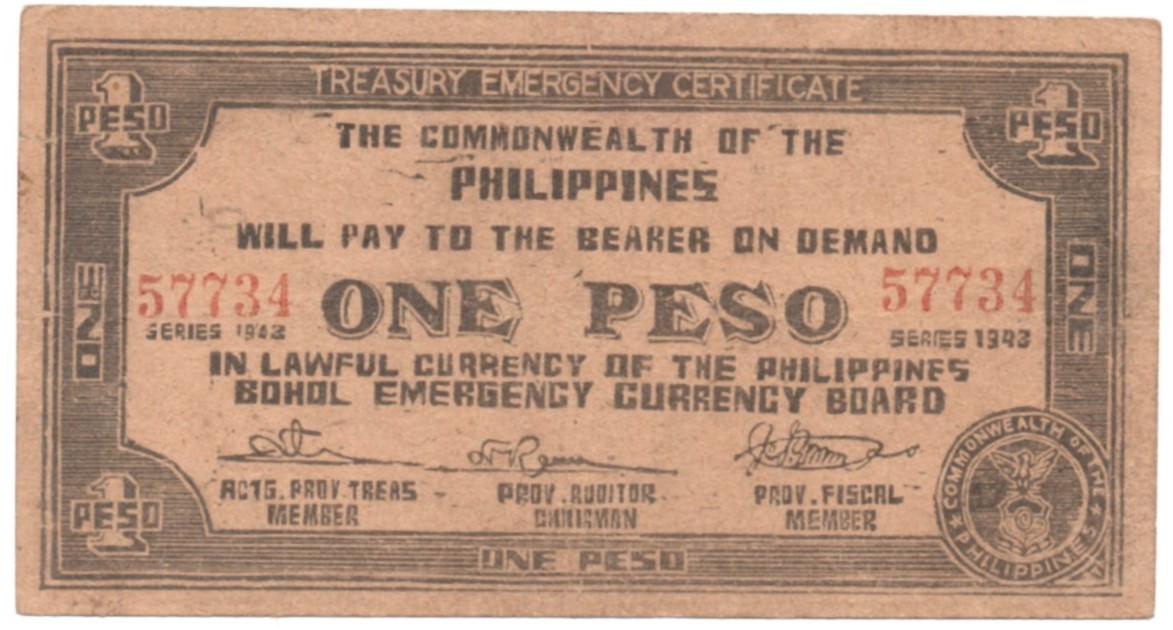 TREASURY EMERGENCY CERTIFICATE
1 PESO
1 PESO
THE COMMONWEALTH OF THE
PHILIPPINES
WILL PAY TO THE BEARER ON DEMAND
57734
57734
ONE PESO
SERIES 1943
SERIES 1943
ONE
ONE
IN LAWFUL CURRENCY OF THE PHILIPPINES
BOHOL EMERGENCY CURRENCY BOARD
ACTG. PROV. TREAS
MEMBER
PROV. AUDITOR
CHAIRMAN
PROV. FISCAL
MEMBER
1 PESO
COMMONWEALTH OF THE PHILIPPINES
ONE PESO